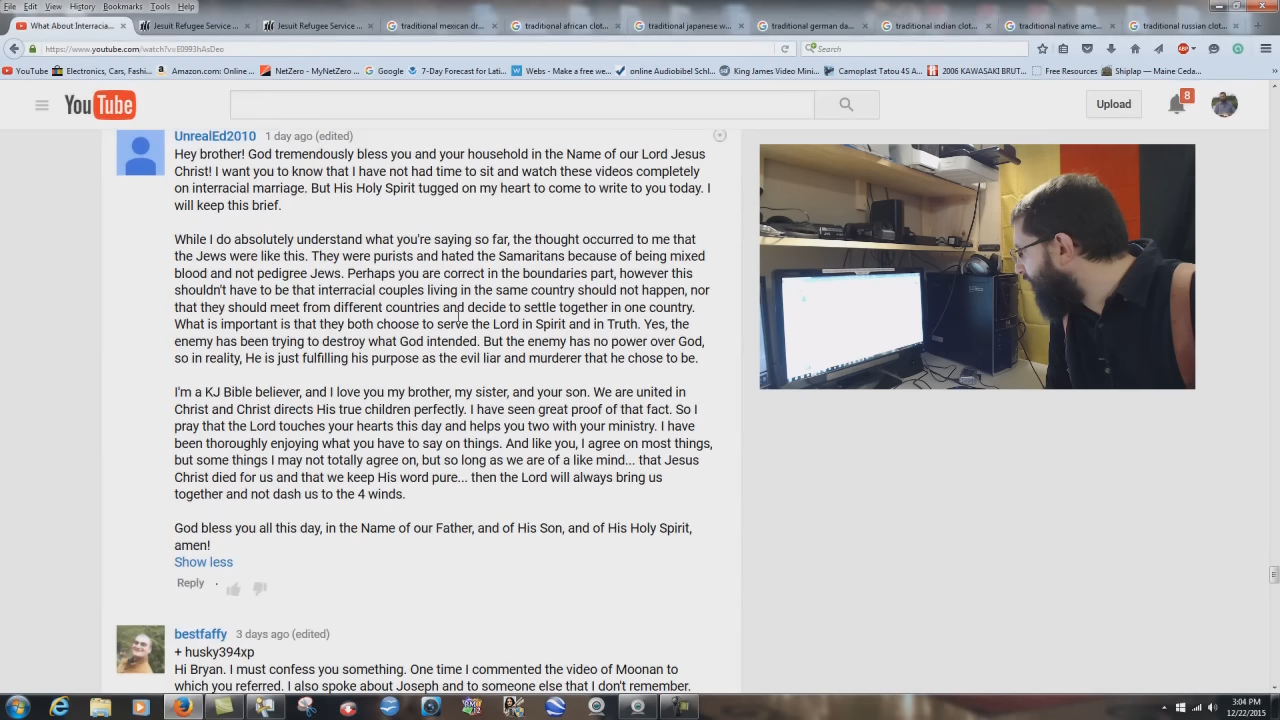 File Edit View History Bookmarks Tools Help
What About Interracia...
Jesuit Refugee Service ...
Jesuit Refugee Service ...
traditional mexican dr...
traditional african clot...
traditional japanese w...
traditional german da...
traditional indian clot...
traditional native ame...
traditional russian clot...
https://www.youtube.com/watch?v=E0993hAsDeo
Search
ABP
YouTube
Electronics, Cars, Fashi...
Amazon.com: Online ...
NetZero - MyNetZero ...
Google
7-Day Forecast for Lati...
Webs - Make a free we...
online Audiobibel Schl...
King James Video Mini...
Camoplast Tatou 4S A...
2006 KAWASAKI BRUT...
Free Resources
Shiplap — Maine Ceda...
YouTube
Upload
8
UnrealEd2010 1 day ago (edited)
Hey brother! God tremendously bless you and your household in the Name of our Lord Jesus
Christ! I want you to know that I have not had time to sit and watch these videos completely
on interracial marriage. But His Holy Spirit tugged on my heart to come to write to you today. I
will keep this brief.
While I do absolutely understand what you're saying so far, the thought occurred to me that
the Jews were like this. They were purists and hated the Samaritans because of being mixed
blood and not pedigree Jews. Perhaps you are correct in the boundaries part, however this
shouldn't have to be that interracial couples living in the same country should not happen, nor
that they should meet from different countries and decide to settle together in one country.
What is important is that they both choose to serve the Lord in Spirit and in Truth. Yes, the
enemy has been trying to destroy what God intended. But the enemy has no power over God,
so in reality, He is just fulfilling his purpose as the evil liar and murderer that he chose to be.
I'm a KJ Bible believer, and I love you my brother, my sister, and your son. We are united in
Christ and Christ directs His true children perfectly. I have seen great proof of that fact. So I
pray that the Lord touches your hearts this day and helps you two with your ministry. I have
been thoroughly enjoying what you have to say on things. And like you, I agree on most things,
but some things I may not totally agree on, but so long as we are of a like mind... that Jesus
Christ died for us and that we keep His word pure... then the Lord will always bring us
together and not dash us to the 4 winds.
God bless you all this day, in the Name of our Father, and of His Son, and of His Holy Spirit,
amen!
Show less
Reply
bestfaffy 3 days ago (edited)
+ husky394xp
Hi Bryan. I must confess you something. One time I commented the video of Moonan to
which you referred. I also spoke about Joseph and to someone else that I don't remember.
3:04 PM
12/22/2015